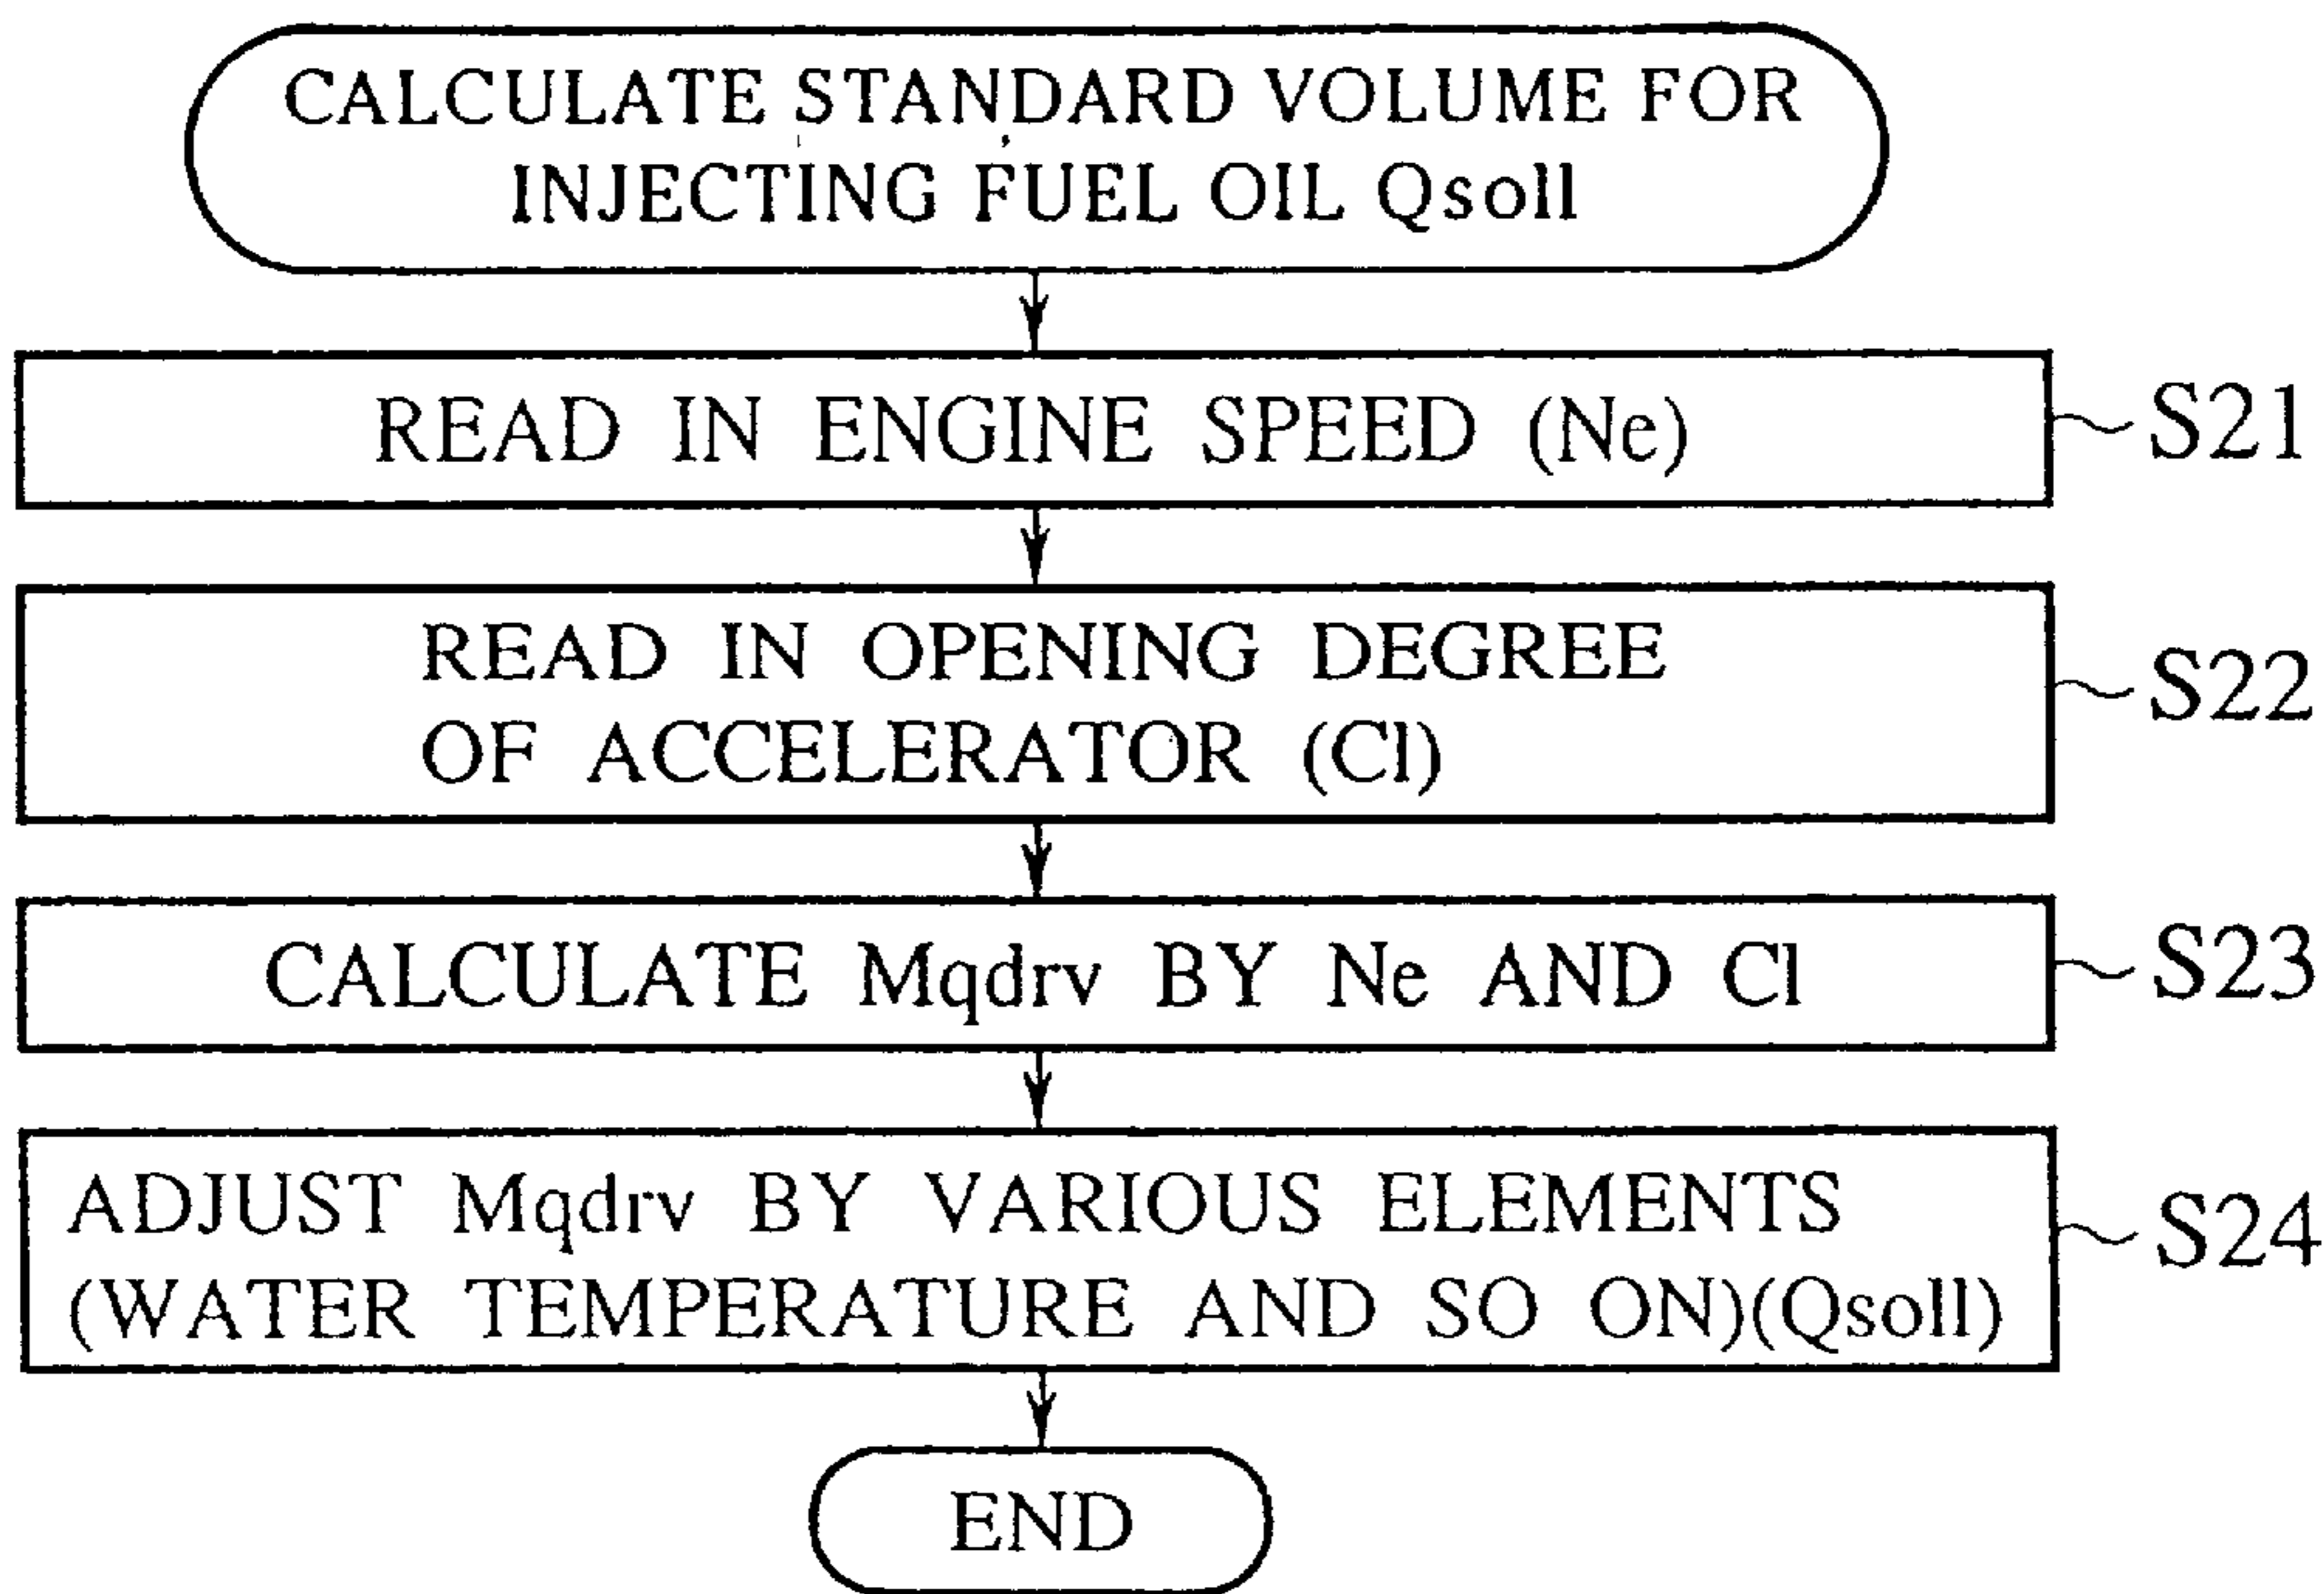 CALCULATE STANDARD VOLUME FOR
INJECTING FUEL OIL Qsoll
READ IN ENGINE SPEED (Ne)
S21
READ IN OPENING DEGREE
OF ACCELERATOR (Cl)
S22
CALCULATE Mqdrv BY Ne AND Cl
S23
ADJUST Mqdrv BY VARIOUS ELEMENTS
(WATER TEMPERATURE AND SO ON)(Qsoll)
S24
END